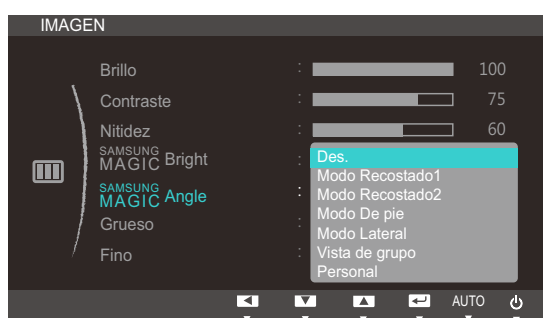 IMAGEN
Brillo : 100
Contraste : 75
Nitidez : 60
SAMSUNG MAGIC Bright :
SAMSUNG MAGIC Angle :
Grueso :
Fino :
Des.
Modo Recostado1
Modo Recostado2
Modo De pie
Modo Lateral
Vista de grupo
Personal
AUTO